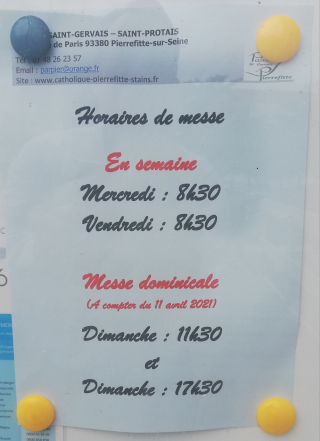 SAINT-GERVAIS – SAINT-PROTAIS
de Paris 93380 Pierrefitte-sur-Seine
26 23 57
Email : parpier@orange.fr
Site : www.catholique-pierrefitte-stains.fr
Pierrefitte
Horaires de messe
En semaine
Mercredi : 8h30
Vendredi : 8h30
Messe dominicale
(A compter du 11 avril 2021)
Dimanche : 11h30
et
Dimanche : 17h30